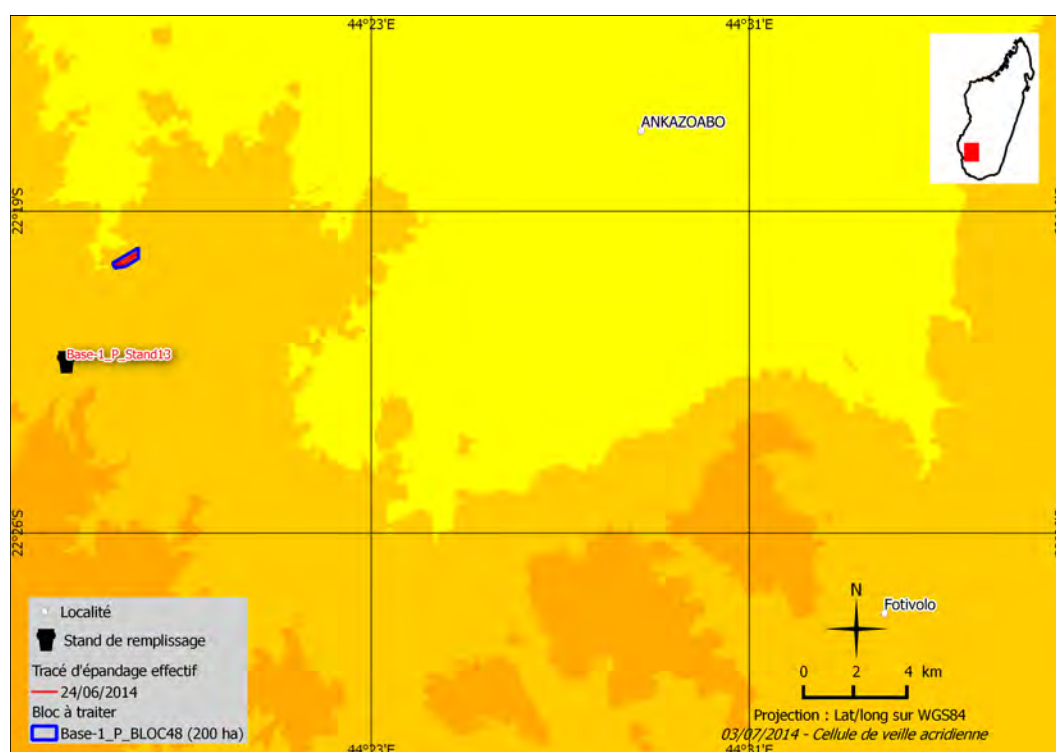 44°23'E 44°31'E
ANKAZOABO
22°19'S
Base-1_P_Stand13
22°26'S
Fotivolo
N
Localité
Stand de remplissage
Tracé d'épandage effectif
24/06/2014
Bloc à traiter
Base-1_P_BLOC48 (200 ha)
0 2 4 km
Projection : Lat/long sur WGS84
03/07/2014 - Cellule de veille acridienne
44°23'E 44°31'E